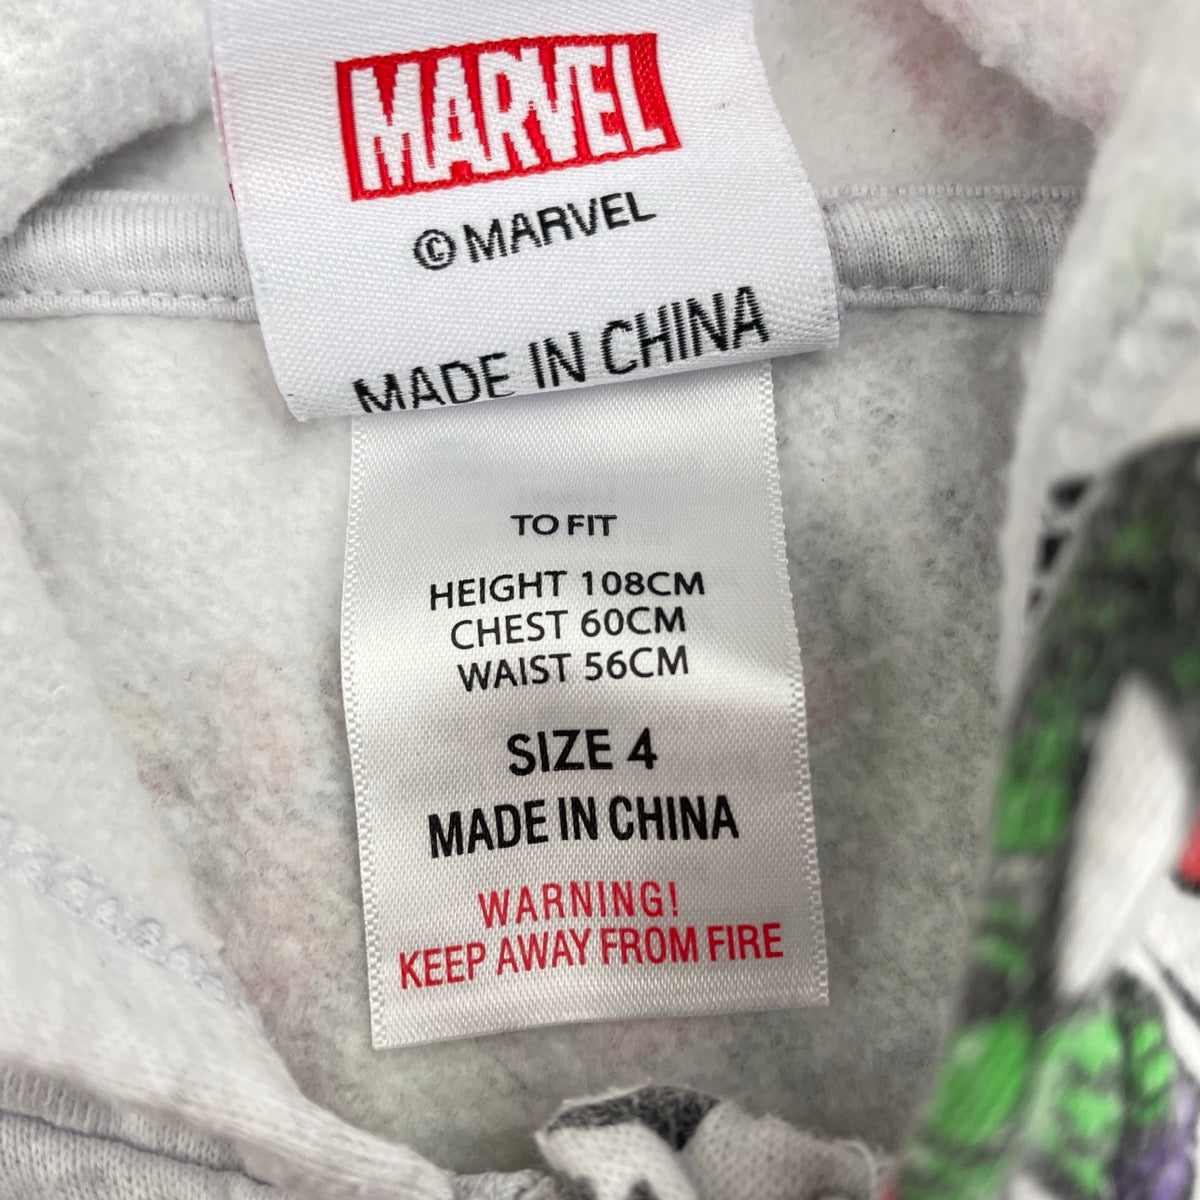 MARVEL
© MARVEL
MADE IN CHINA
TO FIT
HEIGHT 108CM
CHEST 60CM
WAIST 56CM
SIZE 4
MADE IN CHINA
WARNING!
KEEP AWAY FROM FIRE